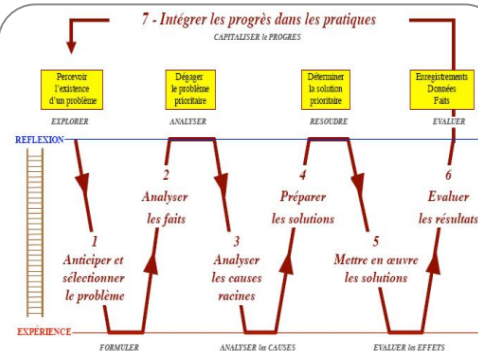 7 - Intégrer les progrès dans les pratiques
CAPITALISER le PROGRES
Percevoir
l'existence
d'un problème
Dégager
le problème
prioritaire
Déterminer
la solution
prioritaire
Enregistrements
Données
Faits
EXPLORER
ANALYSER
RESOUDRE
EVALUER
REFLEXION
2
Analyser
les faits
4
Préparer
les solutions
6
Evaluer
les résultats
1
Anticiper et
sélectionner
le problème
3
Analyser
les causes
racines
5
Mettre en œuvre
les solutions
EXPÉRIENCE
FORMULER
ANALYSER les CAUSES
EVALUER les EFFETS